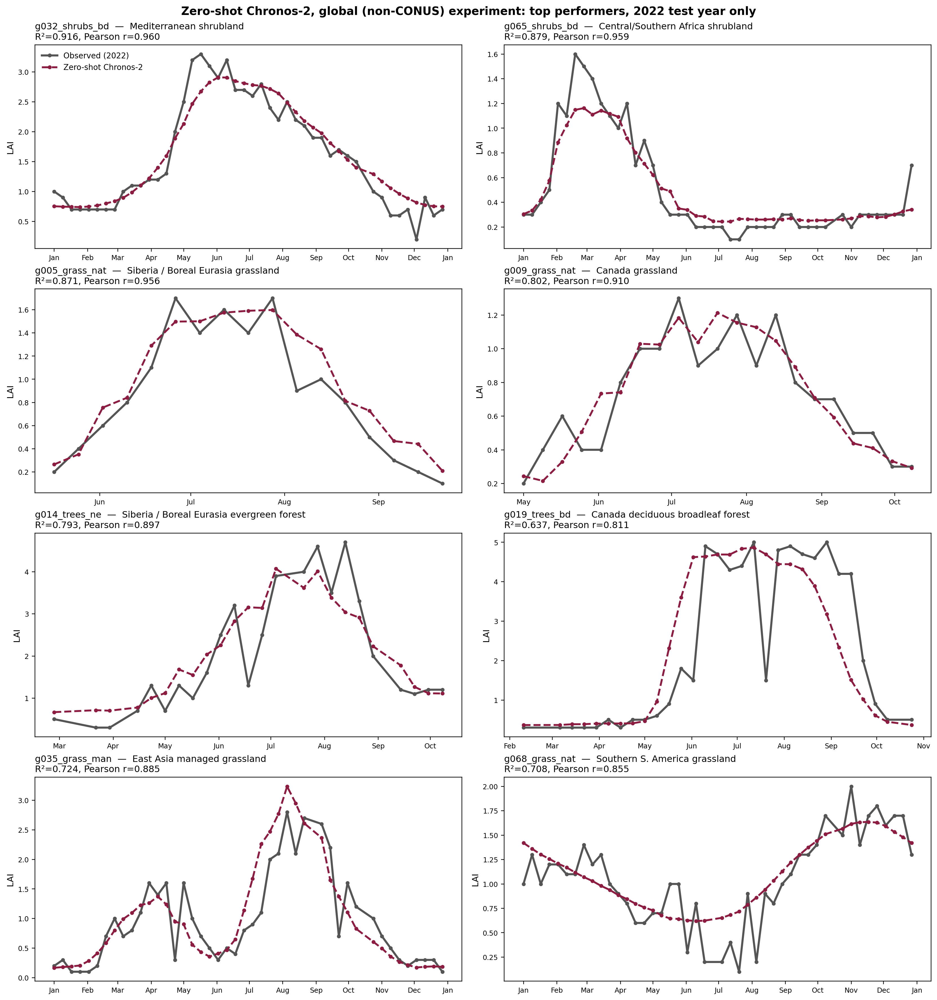 Zero-shot Chronos-2, global (non-CONUS) experiment: top performers, 2022 test year only
g032_shrubs_bd — Mediterranean shrubland
R²=0.916, Pearson r=0.960
Observed (2022)
Zero-shot Chronos-2
LAI
3.0
2.5
2.0
1.5
1.0
0.5
Jan Feb Mar Apr May Jun Jul Aug Sep Oct Nov Dec Jan
g065_shrubs_bd — Central/Southern Africa shrubland
R²=0.879, Pearson r=0.959
LAI
1.6
1.4
1.2
1.0
0.8
0.6
0.4
0.2
Jan Feb Mar Apr May Jun Jul Aug Sep Oct Nov Dec Jan
g005_grass_nat — Siberia / Boreal Eurasia grassland
R²=0.871, Pearson r=0.956
LAI
1.6
1.4
1.2
1.0
0.8
0.6
0.4
0.2
Jun Jul Aug Sep
g009_grass_nat — Canada grassland
R²=0.802, Pearson r=0.910
LAI
1.2
1.0
0.8
0.6
0.4
0.2
May Jun Jul Aug Sep Oct
g014_trees_ne — Siberia / Boreal Eurasia evergreen forest
R²=0.793, Pearson r=0.897
LAI
4
3
2
1
Mar Apr May Jun Jul Aug Sep Oct
g019_trees_bd — Canada deciduous broadleaf forest
R²=0.637, Pearson r=0.811
LAI
5
4
3
2
1
Feb Mar Apr May Jun Jul Aug Sep Oct Nov
g035_grass_man — East Asia managed grassland
R²=0.724, Pearson r=0.885
LAI
3.0
2.5
2.0
1.5
1.0
0.5
0.0
Jan Feb Mar Apr May Jun Jul Aug Sep Oct Nov Dec Jan
g068_grass_nat — Southern S. America grassland
R²=0.708, Pearson r=0.855
LAI
2.00
1.75
1.50
1.25
1.00
0.75
0.50
0.25
Jan Feb Mar Apr May Jun Jul Aug Sep Oct Nov Dec Jan